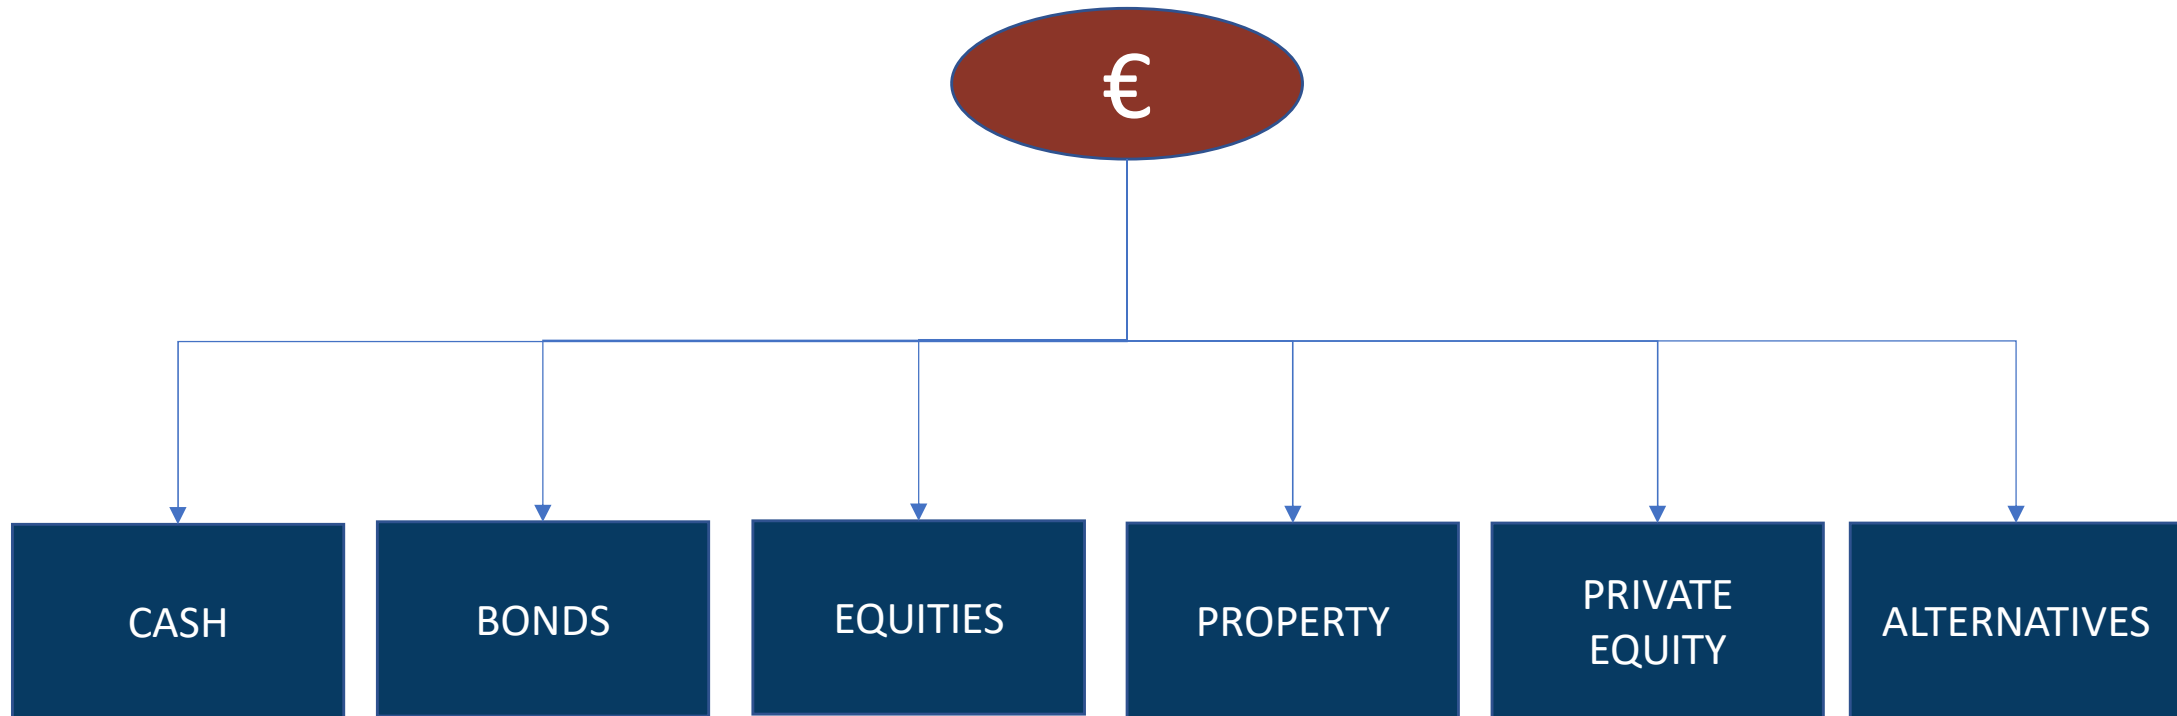 €
CASH
BONDS
EQUITIES
PROPERTY
PRIVATE
EQUITY
ALTERNATIVES